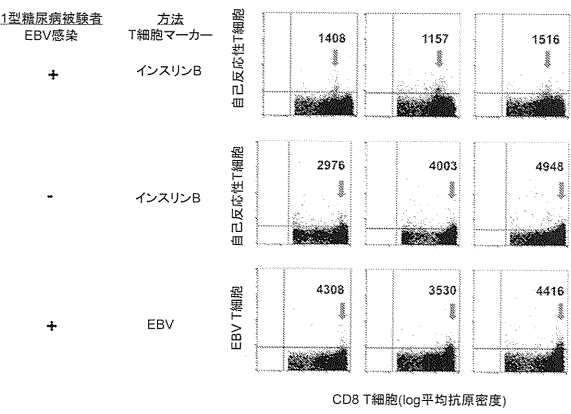 1型糖尿病被験者
EBV感染
方法
T細胞マーカー
+
インスリンB
自己反応性T細胞
1408
1157
1516
-
インスリンB
自己反応性T細胞
2976
4003
4948
+
EBV
EBV T細胞
4308
3530
4416
CD8 T細胞(log平均抗原密度)